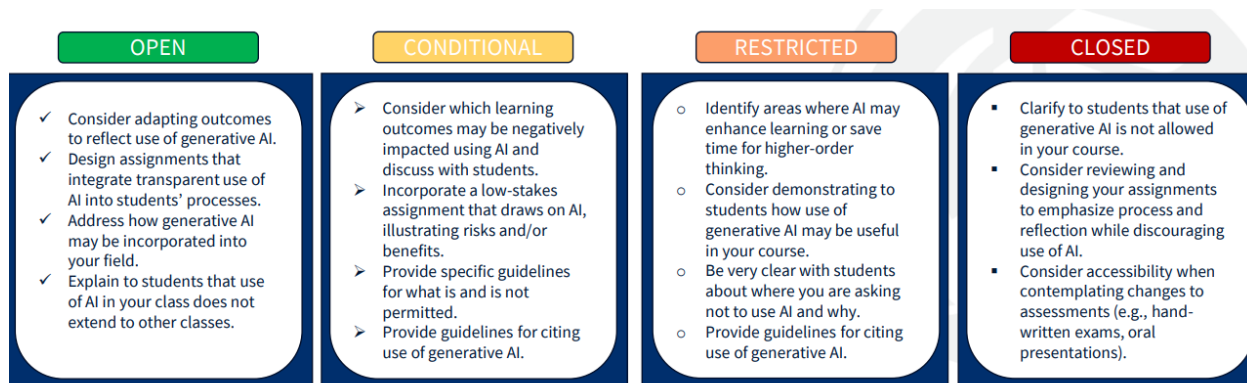 OPEN
✓ Consider adapting outcomes
to reflect use of generative AI.
✓ Design assignments that
integrate transparent use of
AI into students’ processes.
✓ Address how generative AI
may be incorporated into
your field.
✓ Explain to students that use
of AI in your class does not
extend to other classes.
CONDITIONAL
➢ Consider which learning
outcomes may be negatively
impacted using AI and
discuss with students.
➢ Incorporate a low-stakes
assignment that draws on AI,
illustrating risks and/or
benefits.
➢ Provide specific guidelines
for what is and is not
permitted.
➢ Provide guidelines for citing
use of generative AI.
RESTRICTED
o Identify areas where AI may
enhance learning or save
time for higher-order
thinking.
o Consider demonstrating to
students how use of
generative AI may be useful
in your course.
o Be very clear with students
about where you are asking
not to use AI and why.
o Provide guidelines for citing
use of generative AI.
CLOSED
▪ Clarify to students that use of
generative AI is not allowed
in your course.
▪ Consider reviewing and
designing your assignments
to emphasize process and
reflection while discouraging
use of AI.
▪ Consider accessibility when
contemplating changes to
assessments (e.g., hand-
written exams, oral
presentations).